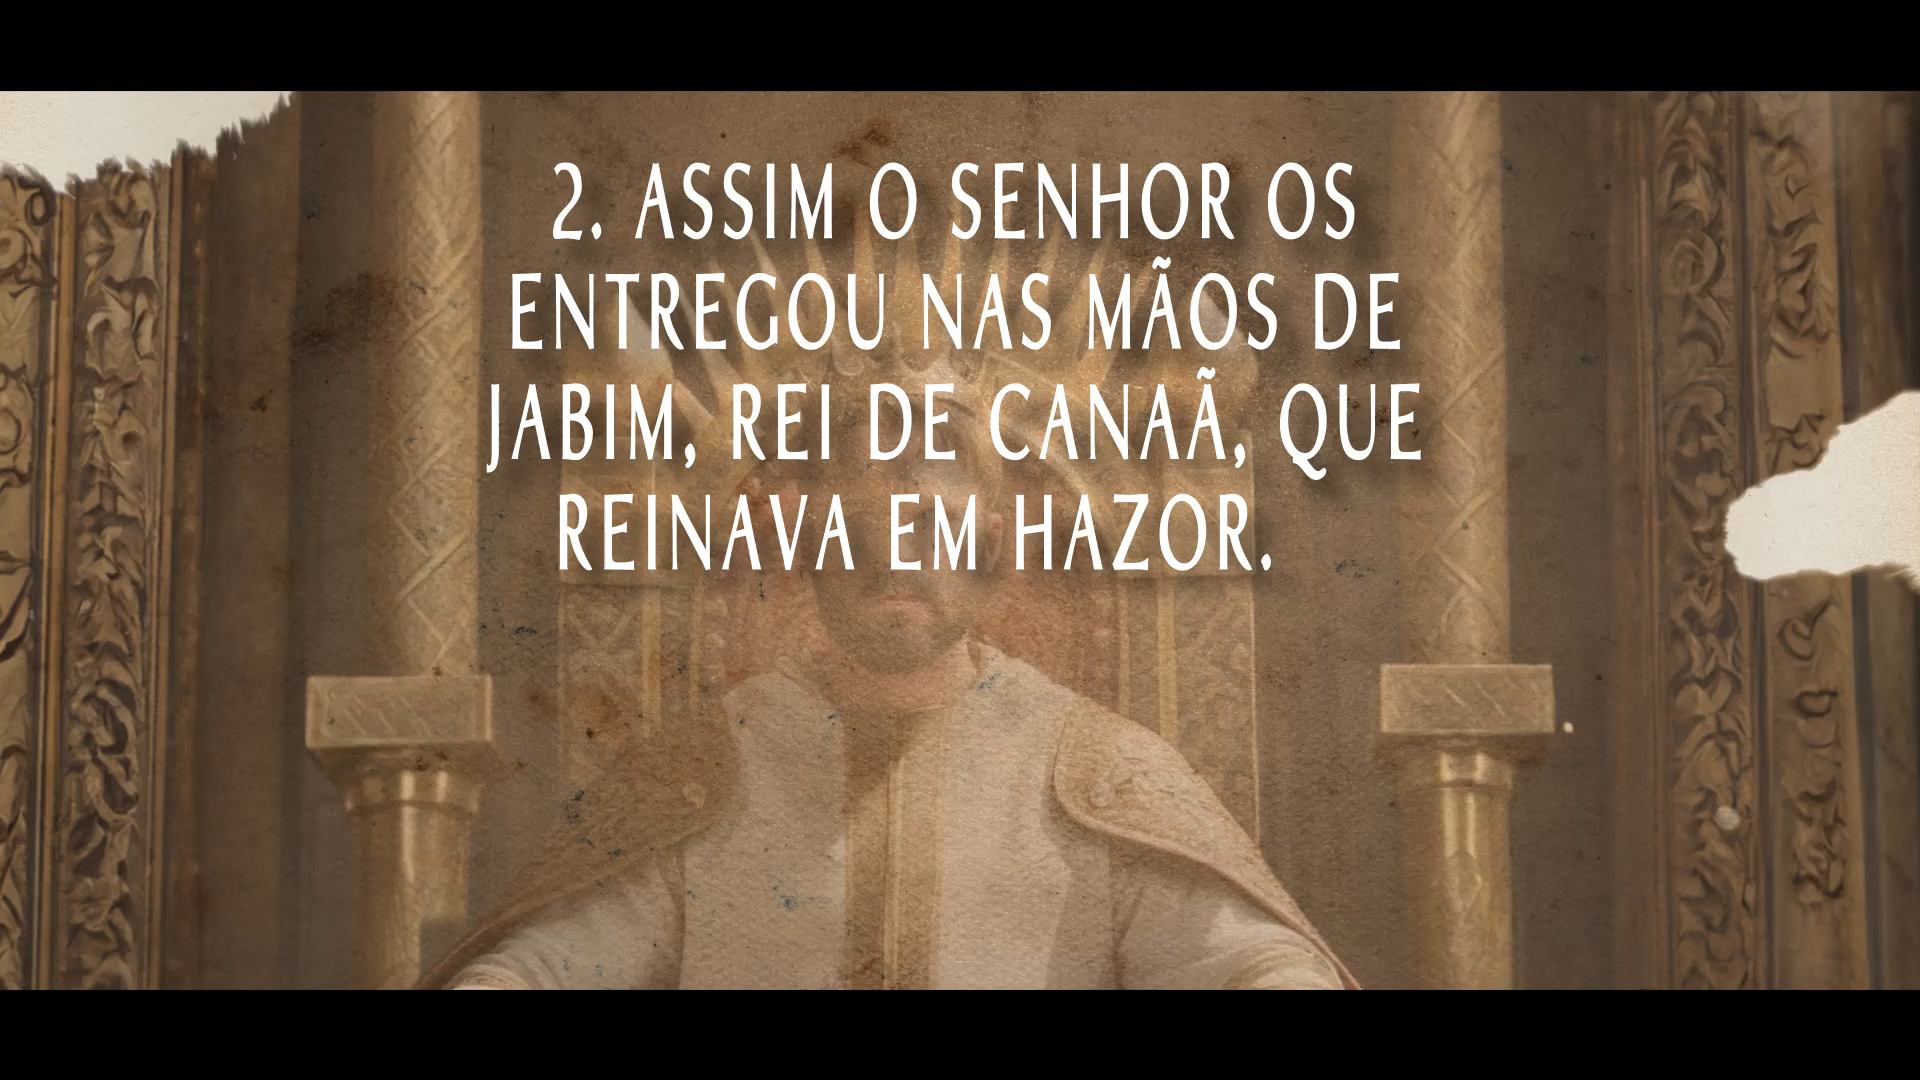 2. ASSIM O SENHOR OS
ENTREGOU NAS MÃOS DE
JABIM, REI DE CANAÃ, QUE
REINAVA EM HAZOR.